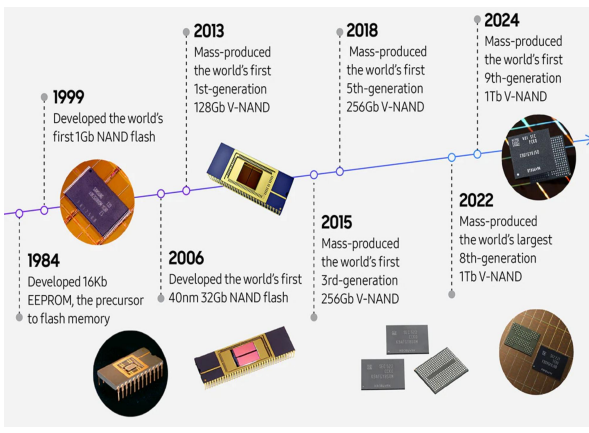 2013
Mass-produced
the world's first
1st-generation
128Gb V-NAND
2018
Mass-produced
the world's first
5th-generation
256Gb V-NAND
2024
Mass-produced
the world's first
9th-generation
1Tb V-NAND
1999
Developed the world's
first 1Gb NAND flash
1984
Developed 16Kb
EEPROM, the precursor
to flash memory
2006
Developed the world's first
40nm 32Gb NAND flash
2015
Mass-produced
the world's first
3rd-generation
256Gb V-NAND
2022
Mass-produced
the world's largest
8th-generation
1Tb V-NAND